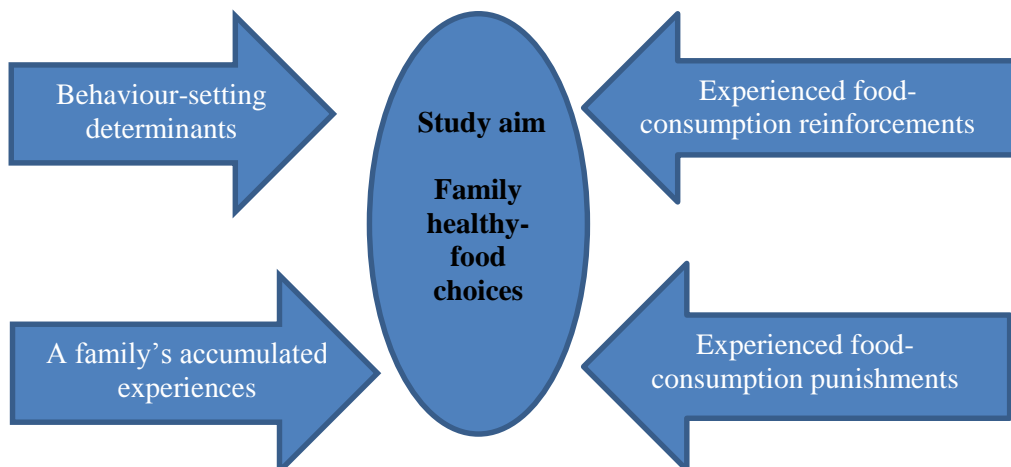 Behaviour-setting
determinants
Study aim
Family
healthy-
food
choices
Experienced food-
consumption reinforcements
A family’s accumulated
experiences
Experienced food-
consumption punishments